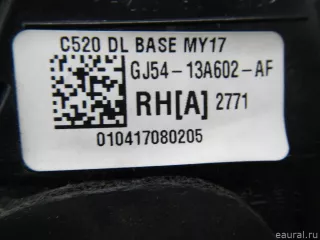 C520 DL BASE MY17
GJ54-13A602-AF
RH[A] 2771
010417080205
eaural.ru